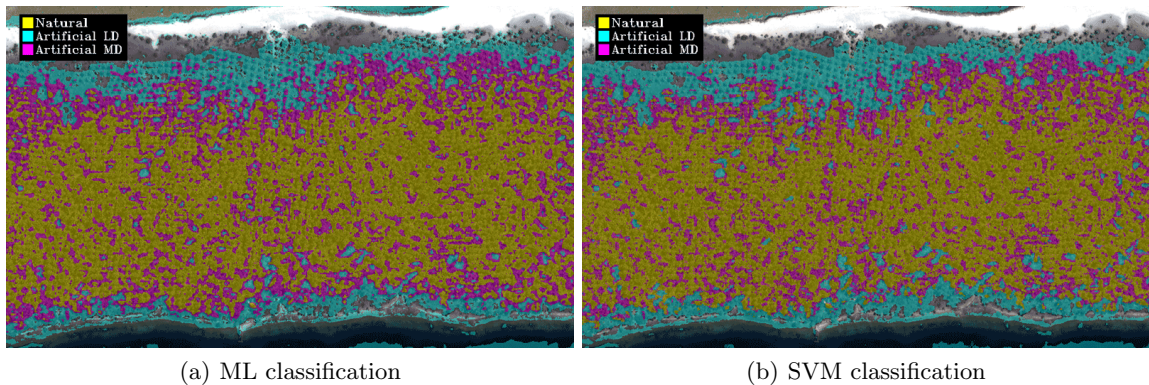 Natural
Artificial LD
Artificial MD
Natural
Artificial LD
Artificial MD
(a) ML classification
(b) SVM classification